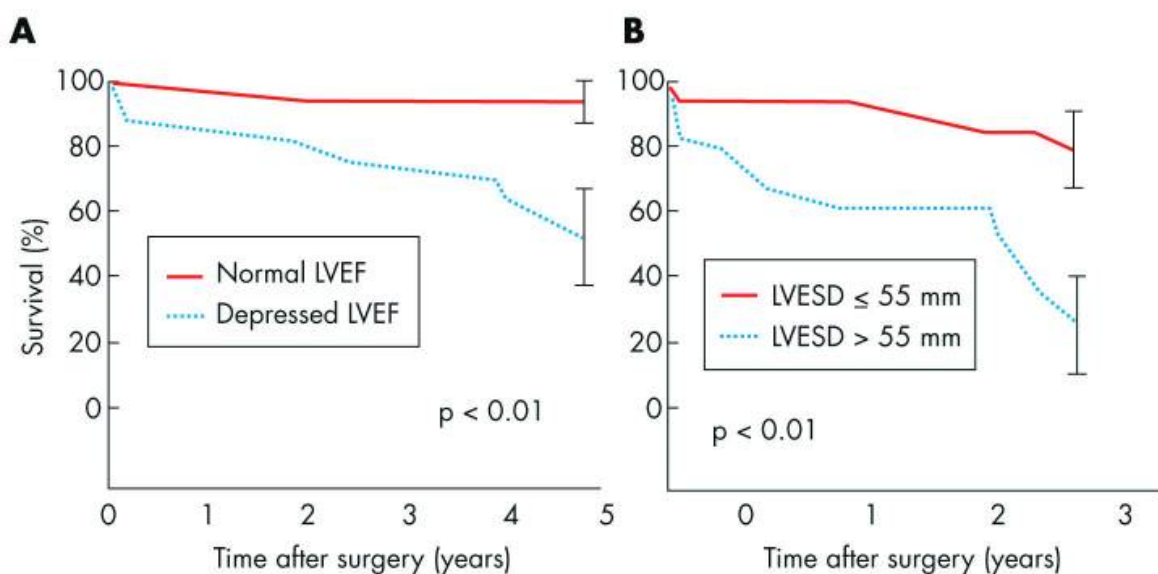 A
100
80
60
40
20
0
Survival (%)
Normal LVEF
Depressed LVEF
p < 0.01
0 1 2 3 4 5
Time after surgery (years)
B
100
80
60
40
20
0
LVESD ≤ 55 mm
LVESD > 55 mm
p < 0.01
0 1 2 3
Time after surgery (years)